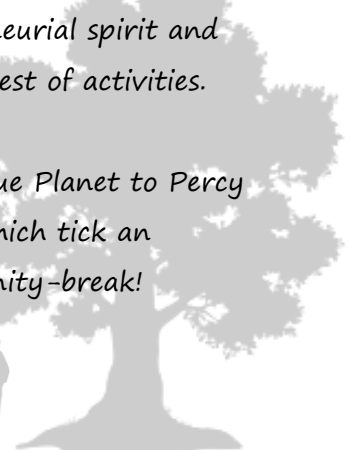 eurial spirit and
est of activities.
ue Planet to Percy
hich tick an
nity-break!